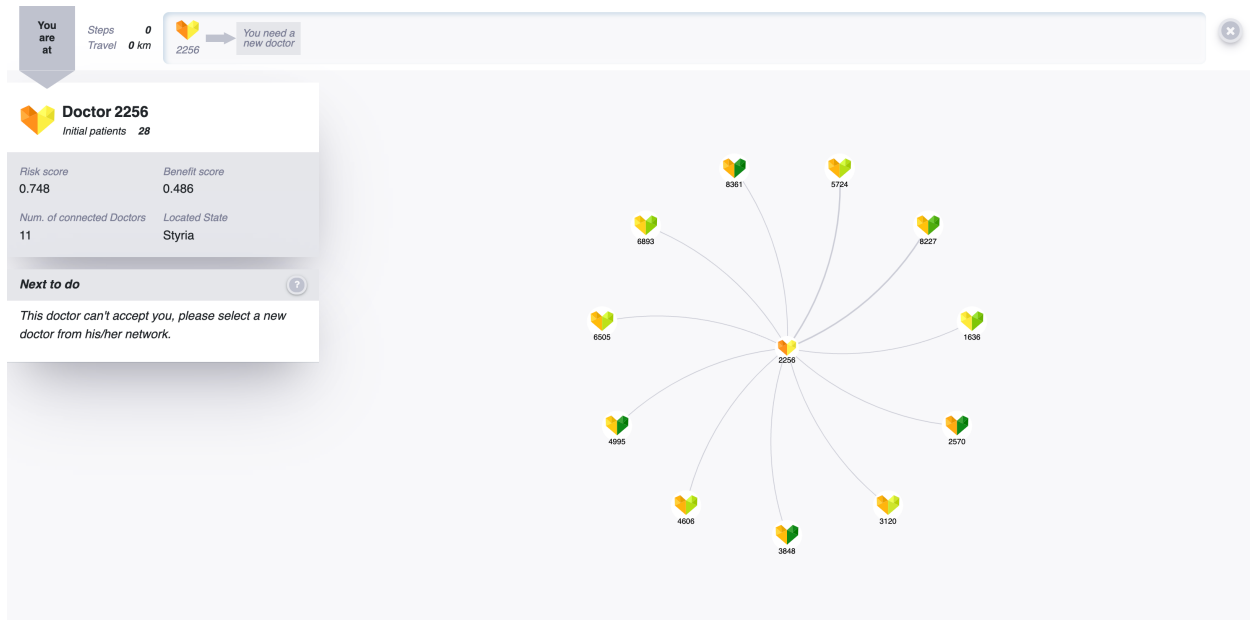 You
are
at
Steps 0
Travel 0 km
2256
You need a
new doctor
Doctor 2256
Initial patients 28
Risk score Benefit score
0.748 0.486
Num. of connected Doctors Located State
11 Styria
Next to do ?
This doctor can't accept you, please select a new
doctor from his/her network.
8361
5724
6893
8227
6505
1636
2256
4995
2570
4606
3120
3848